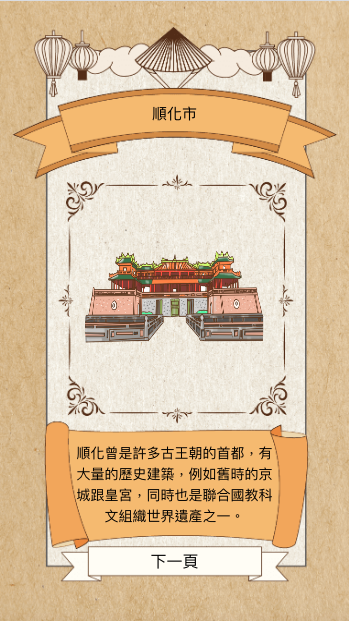 順化市
順化曾是許多古王朝的首都，有
大量的歷史建築，例如舊時的京
城跟皇宮，同時也是聯合國教科
文組織世界遺產之一。
下一頁